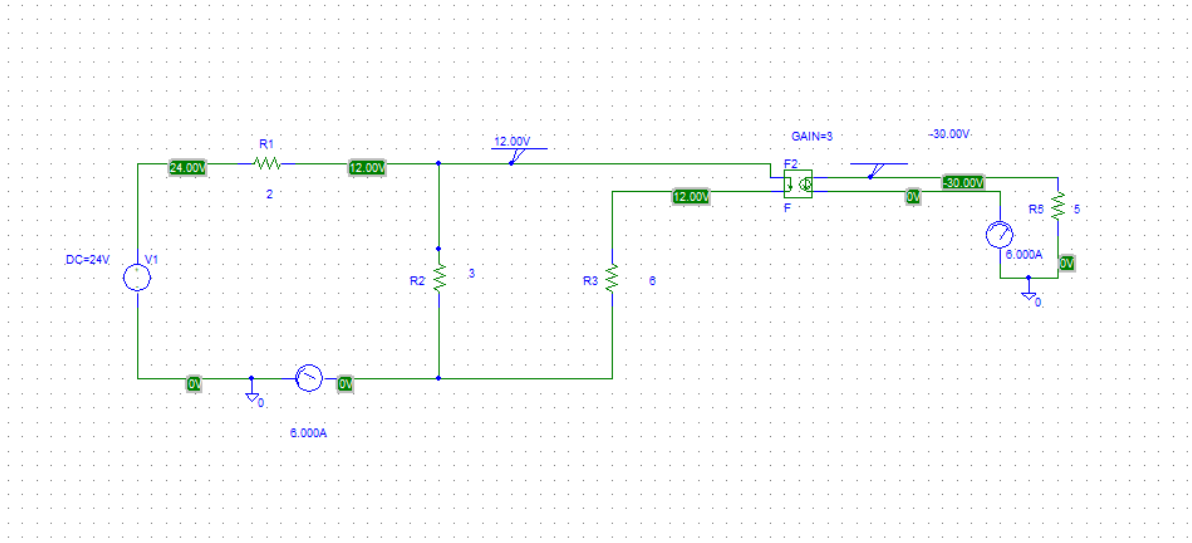 GAIN=3
-30.00V
R1
12.00V
F2
24.00V
12.00V
2
12.00V
F
-30.00V
0V
R5
5
DC=24V
V1
6.000A
0V
R2
3
R3
6
0
0V
0V
0
6.000A